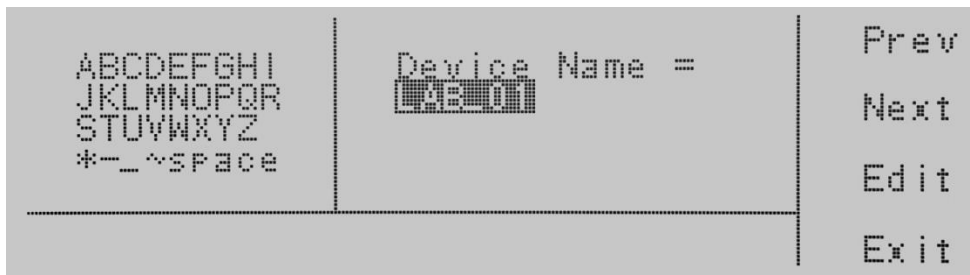 ABCDEFGHI
JKLMNOPQR
STUVWXYZ
*-_~space
Device Name =
LAB_01
Prev
Next
Edit
Exit